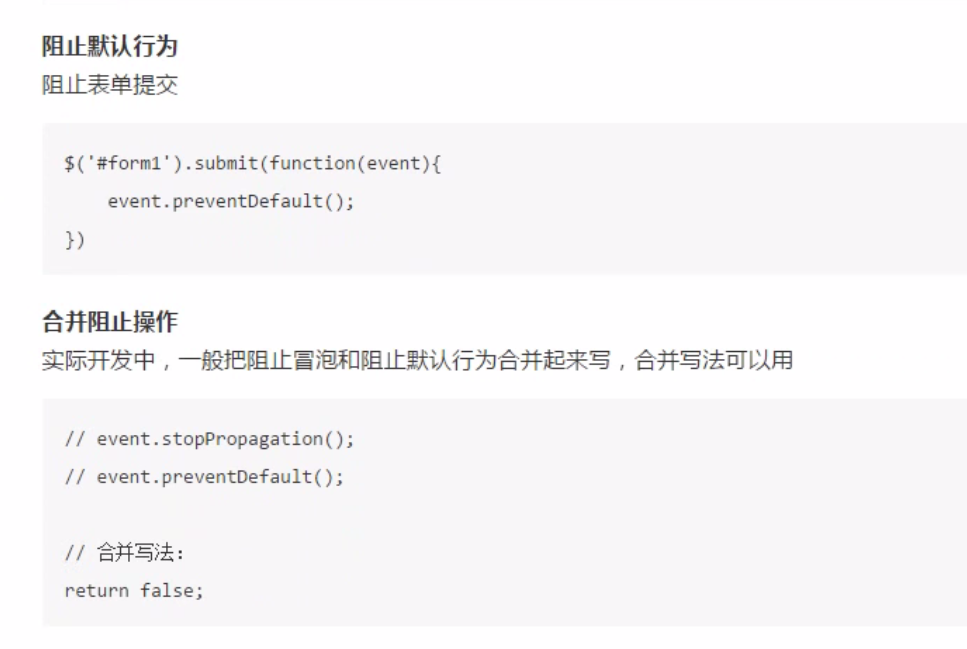 阻止默认行为
阻止表单提交
$('#form1').submit(function(event){
    event.preventDefault();
})
合并阻止操作
实际开发中，一般把阻止冒泡和阻止默认行为合并起来写，合并写法可以用
// event.stopPropagation();
// event.preventDefault();
// 合并写法：
return false;